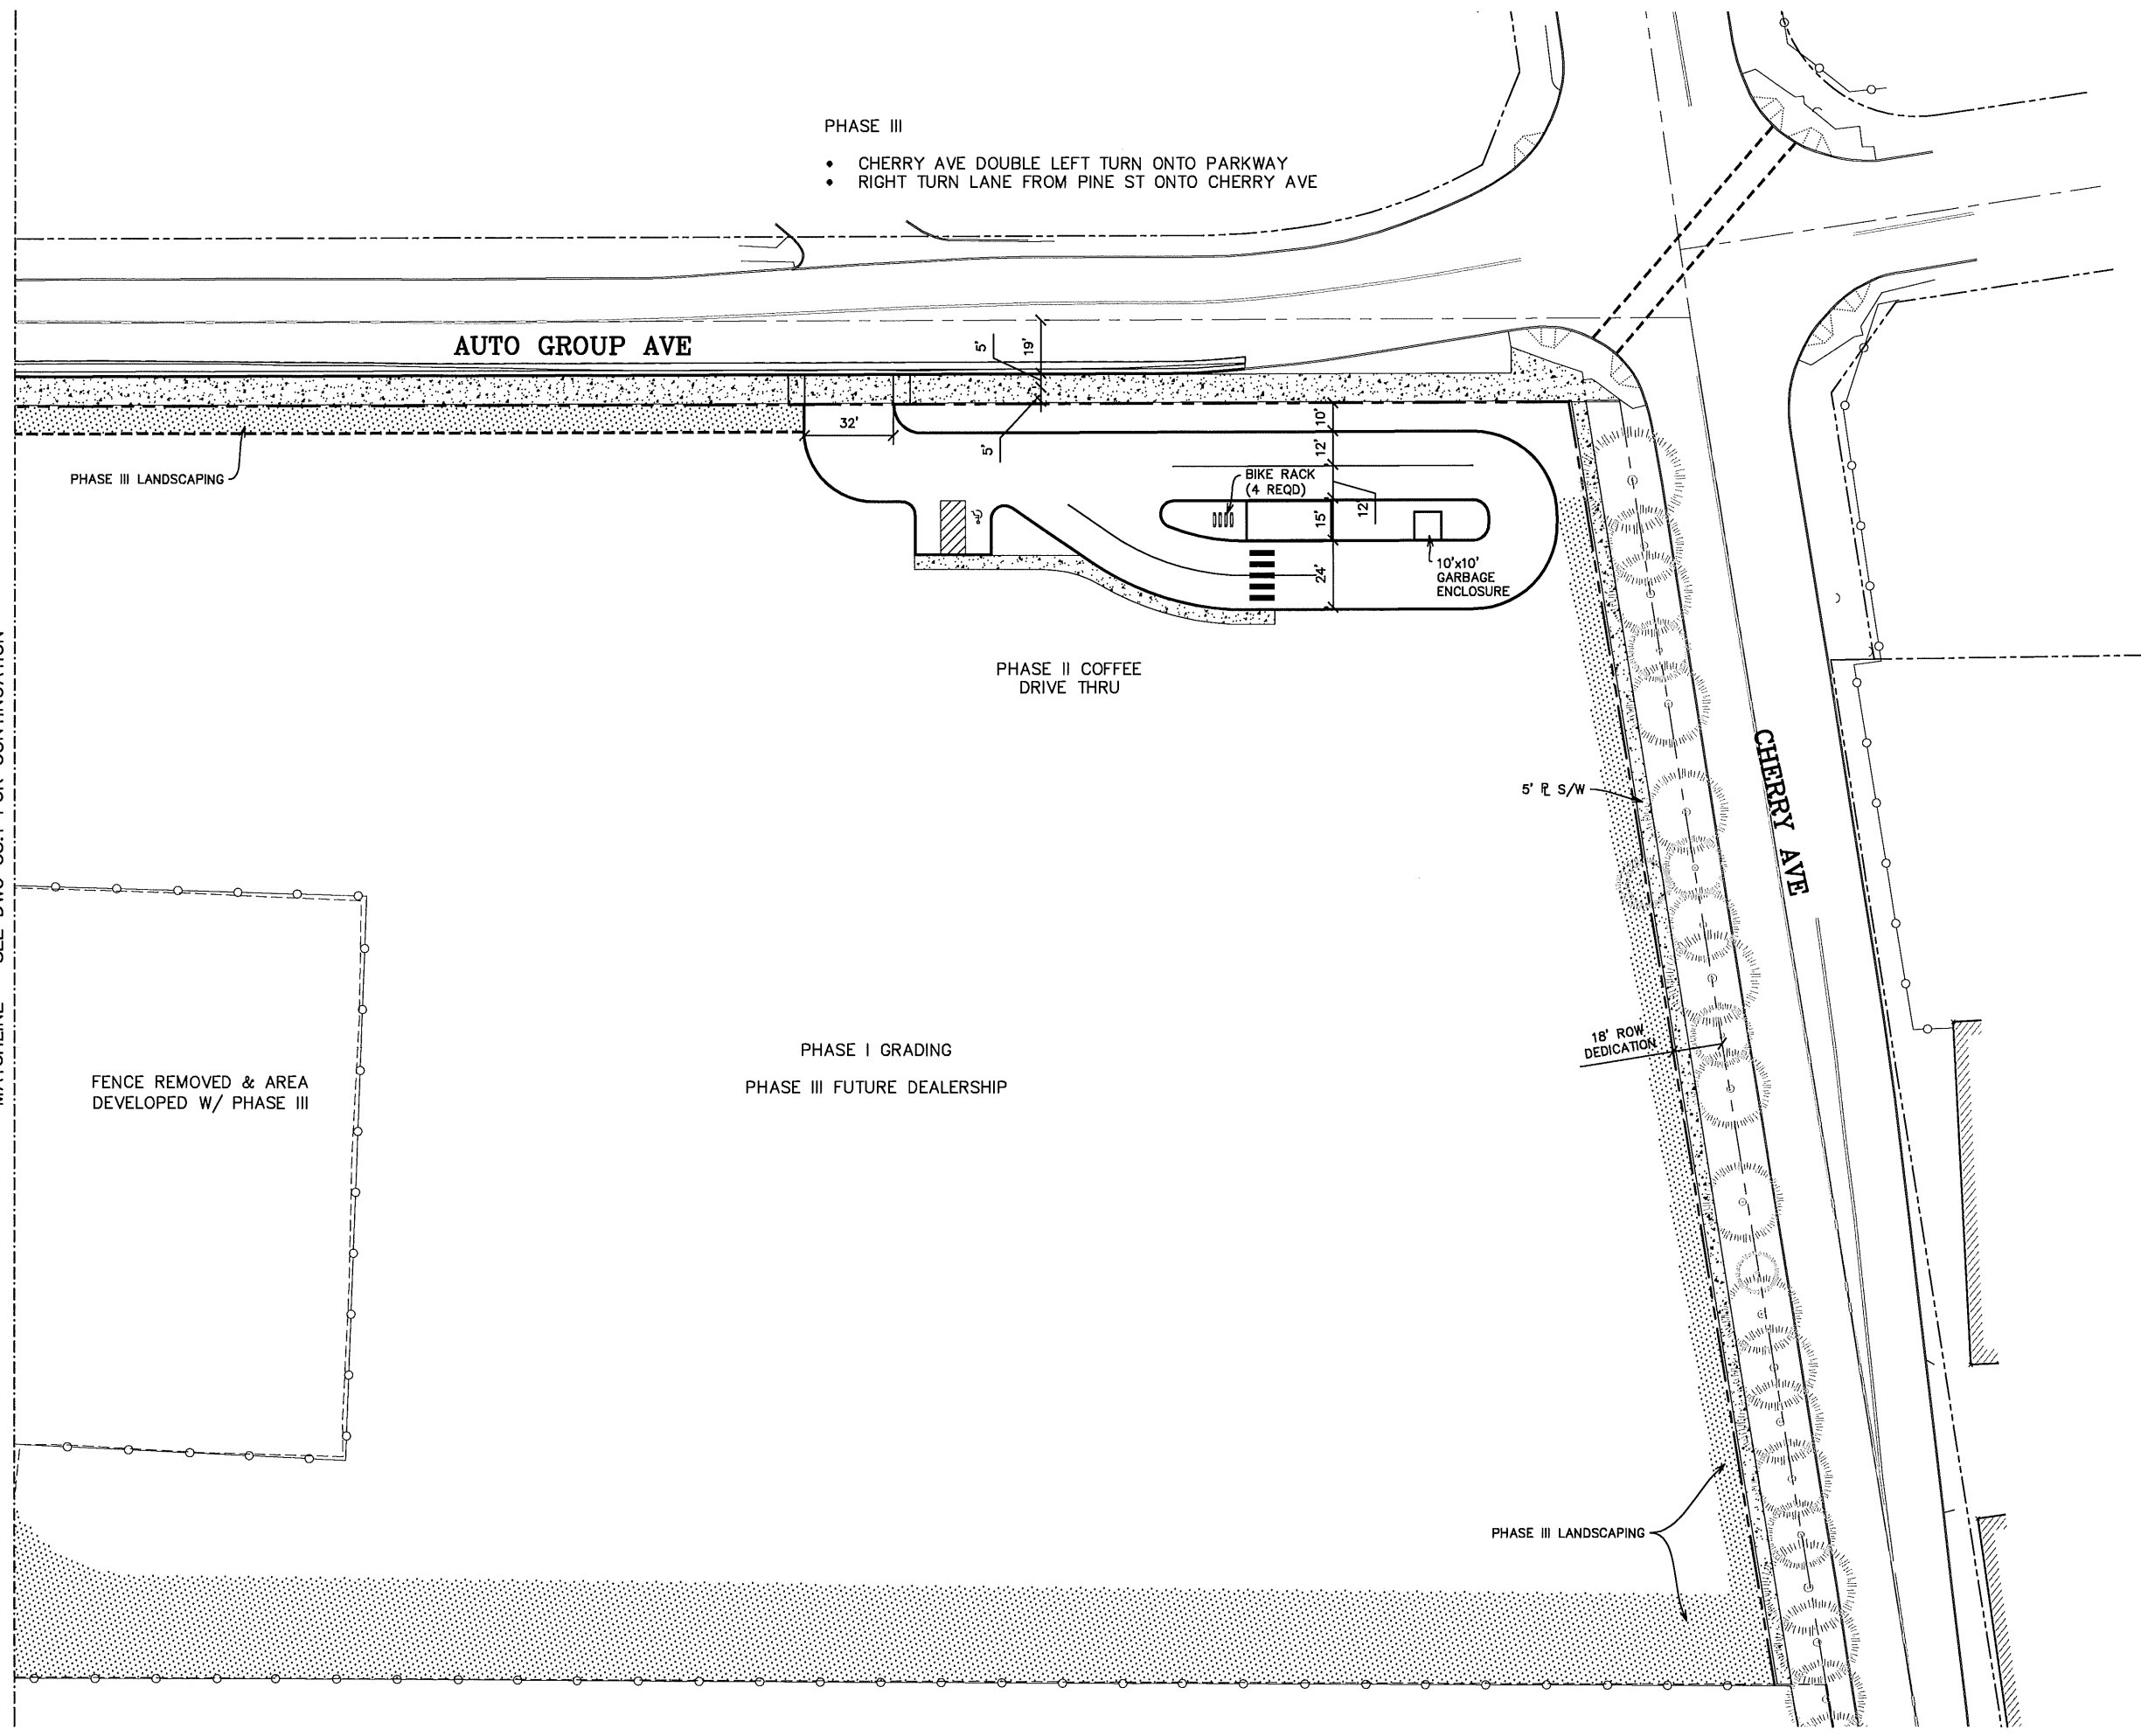 PHASE III
• CHERRY AVE DOUBLE LEFT TURN ONTO PARKWAY
• RIGHT TURN LANE FROM PINE ST ONTO CHERRY AVE
AUTO GROUP AVE
5'
19'
32'
5'
10'
12'
PHASE III LANDSCAPING
BIKE RACK
(4 REQD)
15'
12'
24'
10'x10'
GARBAGE
ENCLOSURE
PHASE II COFFEE
DRIVE THRU
5' ⅊ S/W
CHERRY AVE
18' ROW
DEDICATION
PHASE I GRADING
PHASE III FUTURE DEALERSHIP
FENCE REMOVED & AREA
DEVELOPED W/ PHASE III
PHASE III LANDSCAPING